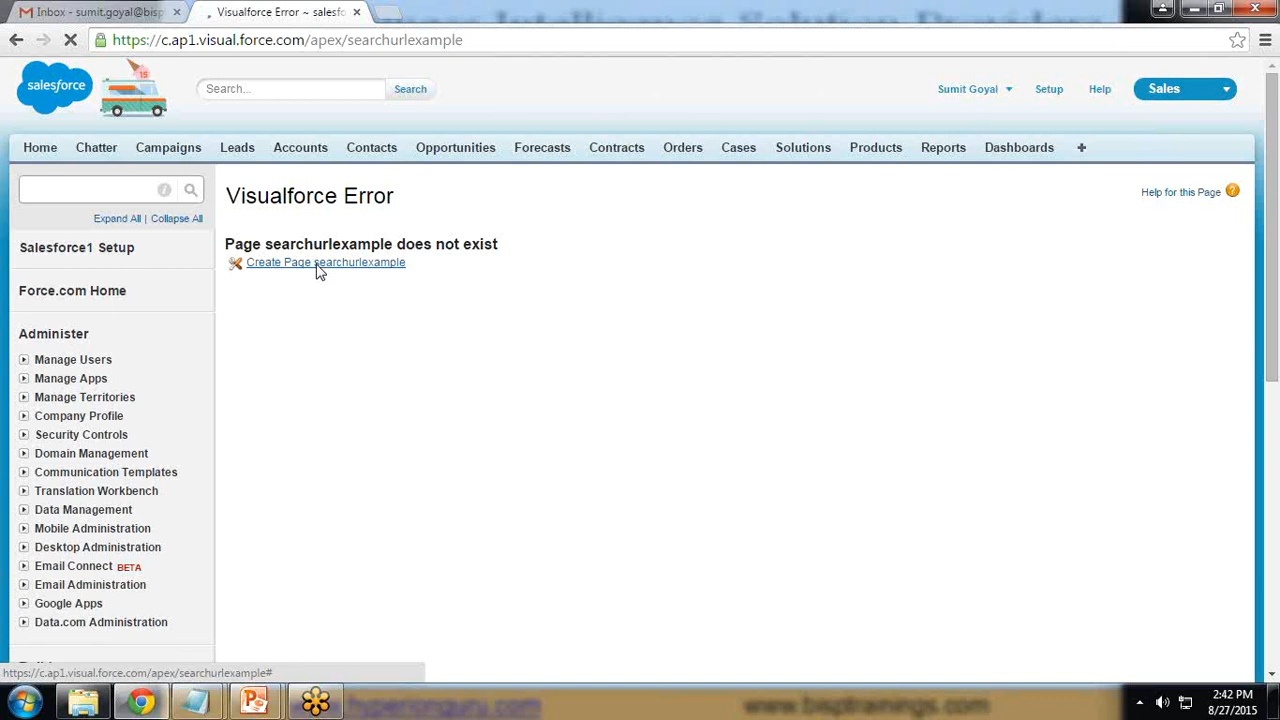 Inbox - sumit.goyal@bisp
Visualforce Error ~ salesfo
https://c.ap1.visual.force.com/apex/searchurlexample
salesforce
15
Search...
Search
Sumit Goyal
Setup
Help
Sales
Home
Chatter
Campaigns
Leads
Accounts
Contacts
Opportunities
Forecasts
Contracts
Orders
Cases
Solutions
Products
Reports
Dashboards
+
Expand All | Collapse All
Salesforce1 Setup
Force.com Home
Administer
Manage Users
Manage Apps
Manage Territories
Company Profile
Security Controls
Domain Management
Communication Templates
Translation Workbench
Data Management
Mobile Administration
Desktop Administration
Email Connect BETA
Email Administration
Google Apps
Data.com Administration
Visualforce Error
Help for this Page
Page searchurlexample does not exist
Create Page searchurlexample
https://c.ap1.visual.force.com/apex/searchurlexample#
www.bisptrainings.com
2:42 PM
8/27/2015